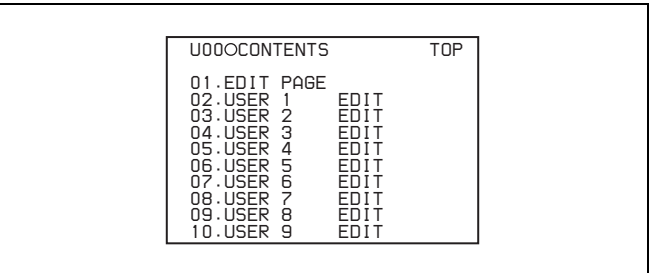 U00○CONTENTS TOP
01.EDIT PAGE
02.USER 1 EDIT
03.USER 2 EDIT
04.USER 3 EDIT
05.USER 4 EDIT
06.USER 5 EDIT
07.USER 6 EDIT
08.USER 7 EDIT
09.USER 8 EDIT
10.USER 9 EDIT